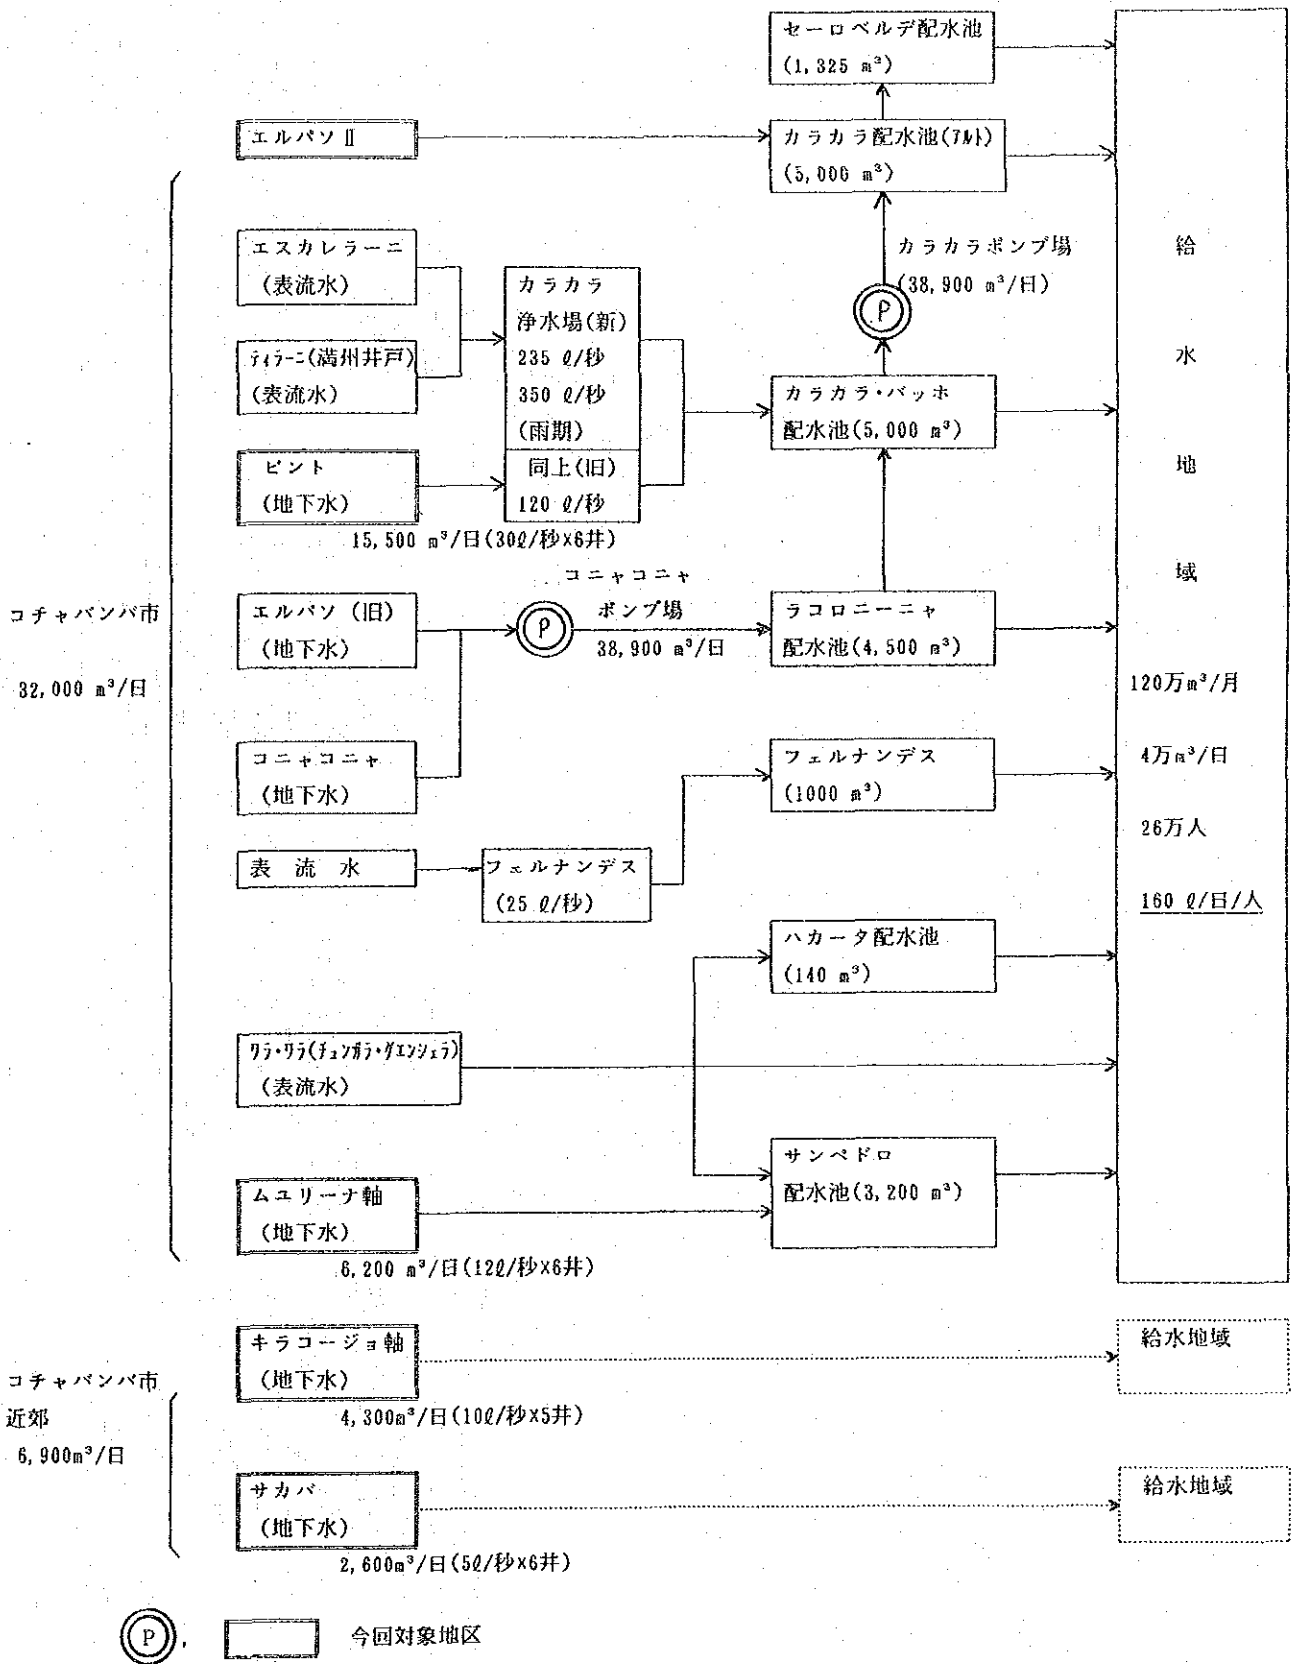 セーロベルデ配水池
(1,325 m³)
エルパソⅡ
カラカラ配水池(アルト)
(5,000 m³)
エスカレラーニ
(表流水)
カラカラポンプ場
(38,900 m³/日)
P
カラカラ
浄水場(新)
235 ℓ/秒
350 ℓ/秒
(雨期)
ティラーニ(満州井戸)
(表流水)
カラカラ・バッホ
配水池(5,000 m³)
ピント
(地下水)
同上(旧)
120 ℓ/秒
15,500 m³/日(30ℓ/秒×6井)
コチャバンバ市
32,000 m³/日
エルパソ (旧)
(地下水)
コニャコニャ
ポンプ場
38,900 m³/日
P
ラコロニーニャ
配水池(4,500 m³)
コニャコニャ
(地下水)
フェルナンデス
(1000 m³)
表 流 水
フェルナンデス
(25 ℓ/秒)
ハカータ配水池
(140 m³)
ワラ・ワラ(チュンガラ・グエンシェラ)
(表流水)
サンペドロ
配水池(3,200 m³)
ムユリーナ軸
(地下水)
6,200 m³/日(12ℓ/秒×6井)
給水地域
120万m³/月
4万m³/日
26万人
160 ℓ/日/人
コチャバンバ市
近郊
6,900m³/日
キラコージョ軸
(地下水)
4,300m³/日(10ℓ/秒×5井)
給水地域
サカバ
(地下水)
2,600m³/日(5ℓ/秒×6井)
給水地域
P
, 今回対象地区